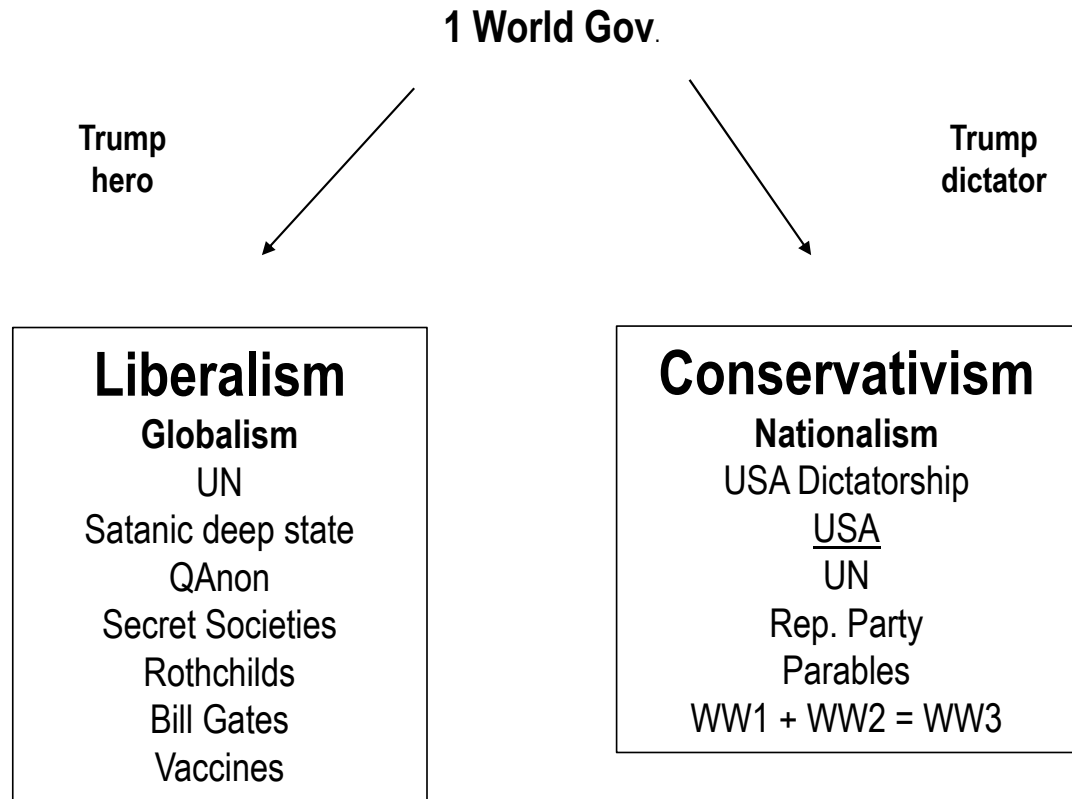 1 World Gov.
Trump
hero
Trump
dictator
Liberalism
Globalism
UN
Satanic deep state
QAnon
Secret Societies
Rothchilds
Bill Gates
Vaccines
Conservativism
Nationalism
USA Dictatorship
USA
UN
Rep. Party
Parables
WW1 + WW2 = WW3